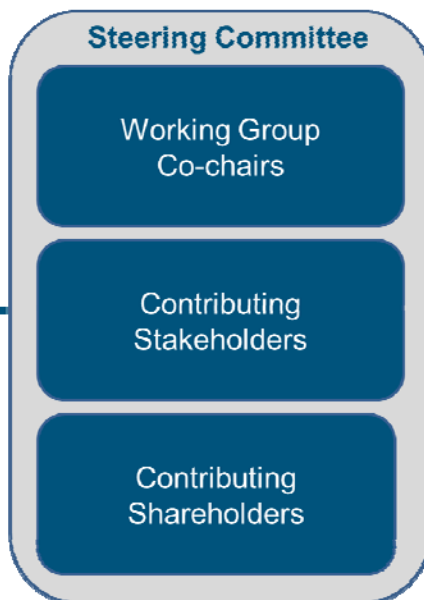 Steering Committee
Working Group
Co-chairs
Contributing
Stakeholders
Contributing
Shareholders